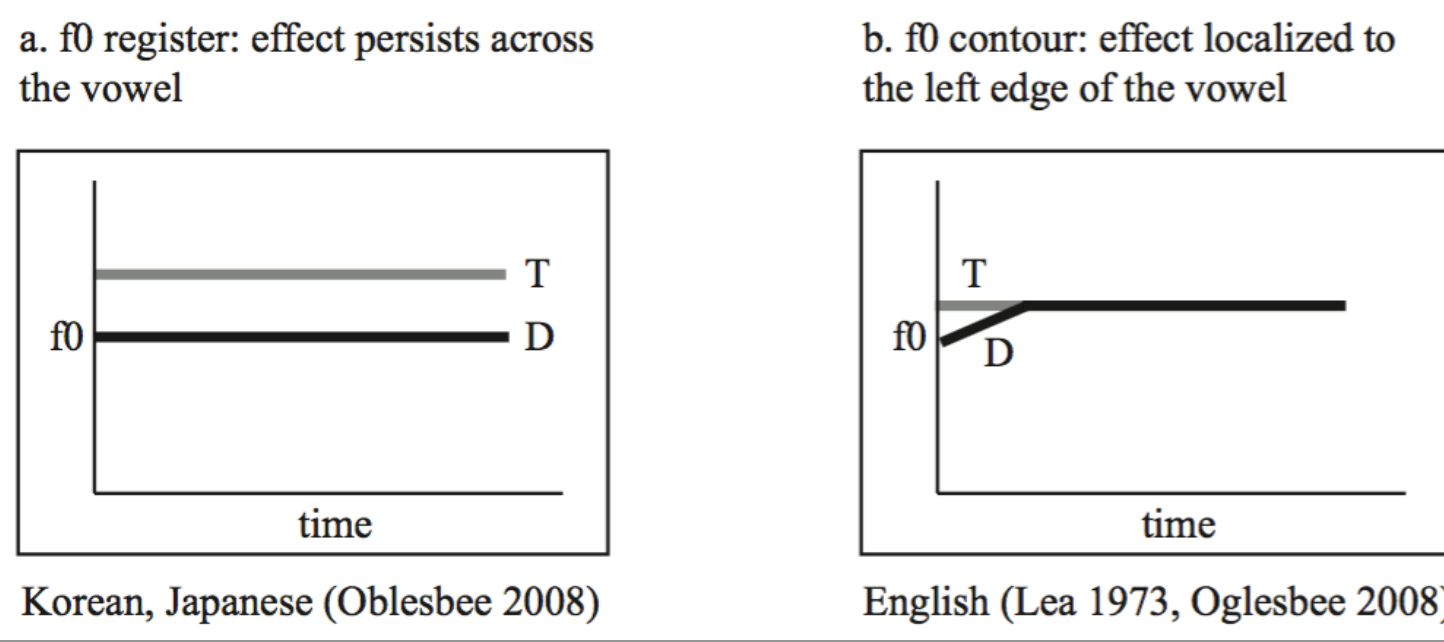 a. f0 register: effect persists across
the vowel
T
f0
D
time
Korean, Japanese (Oblesbee 2008)
b. f0 contour: effect localized to
the left edge of the vowel
T
f0
D
time
English (Lea 1973, Oglesbee 2008)